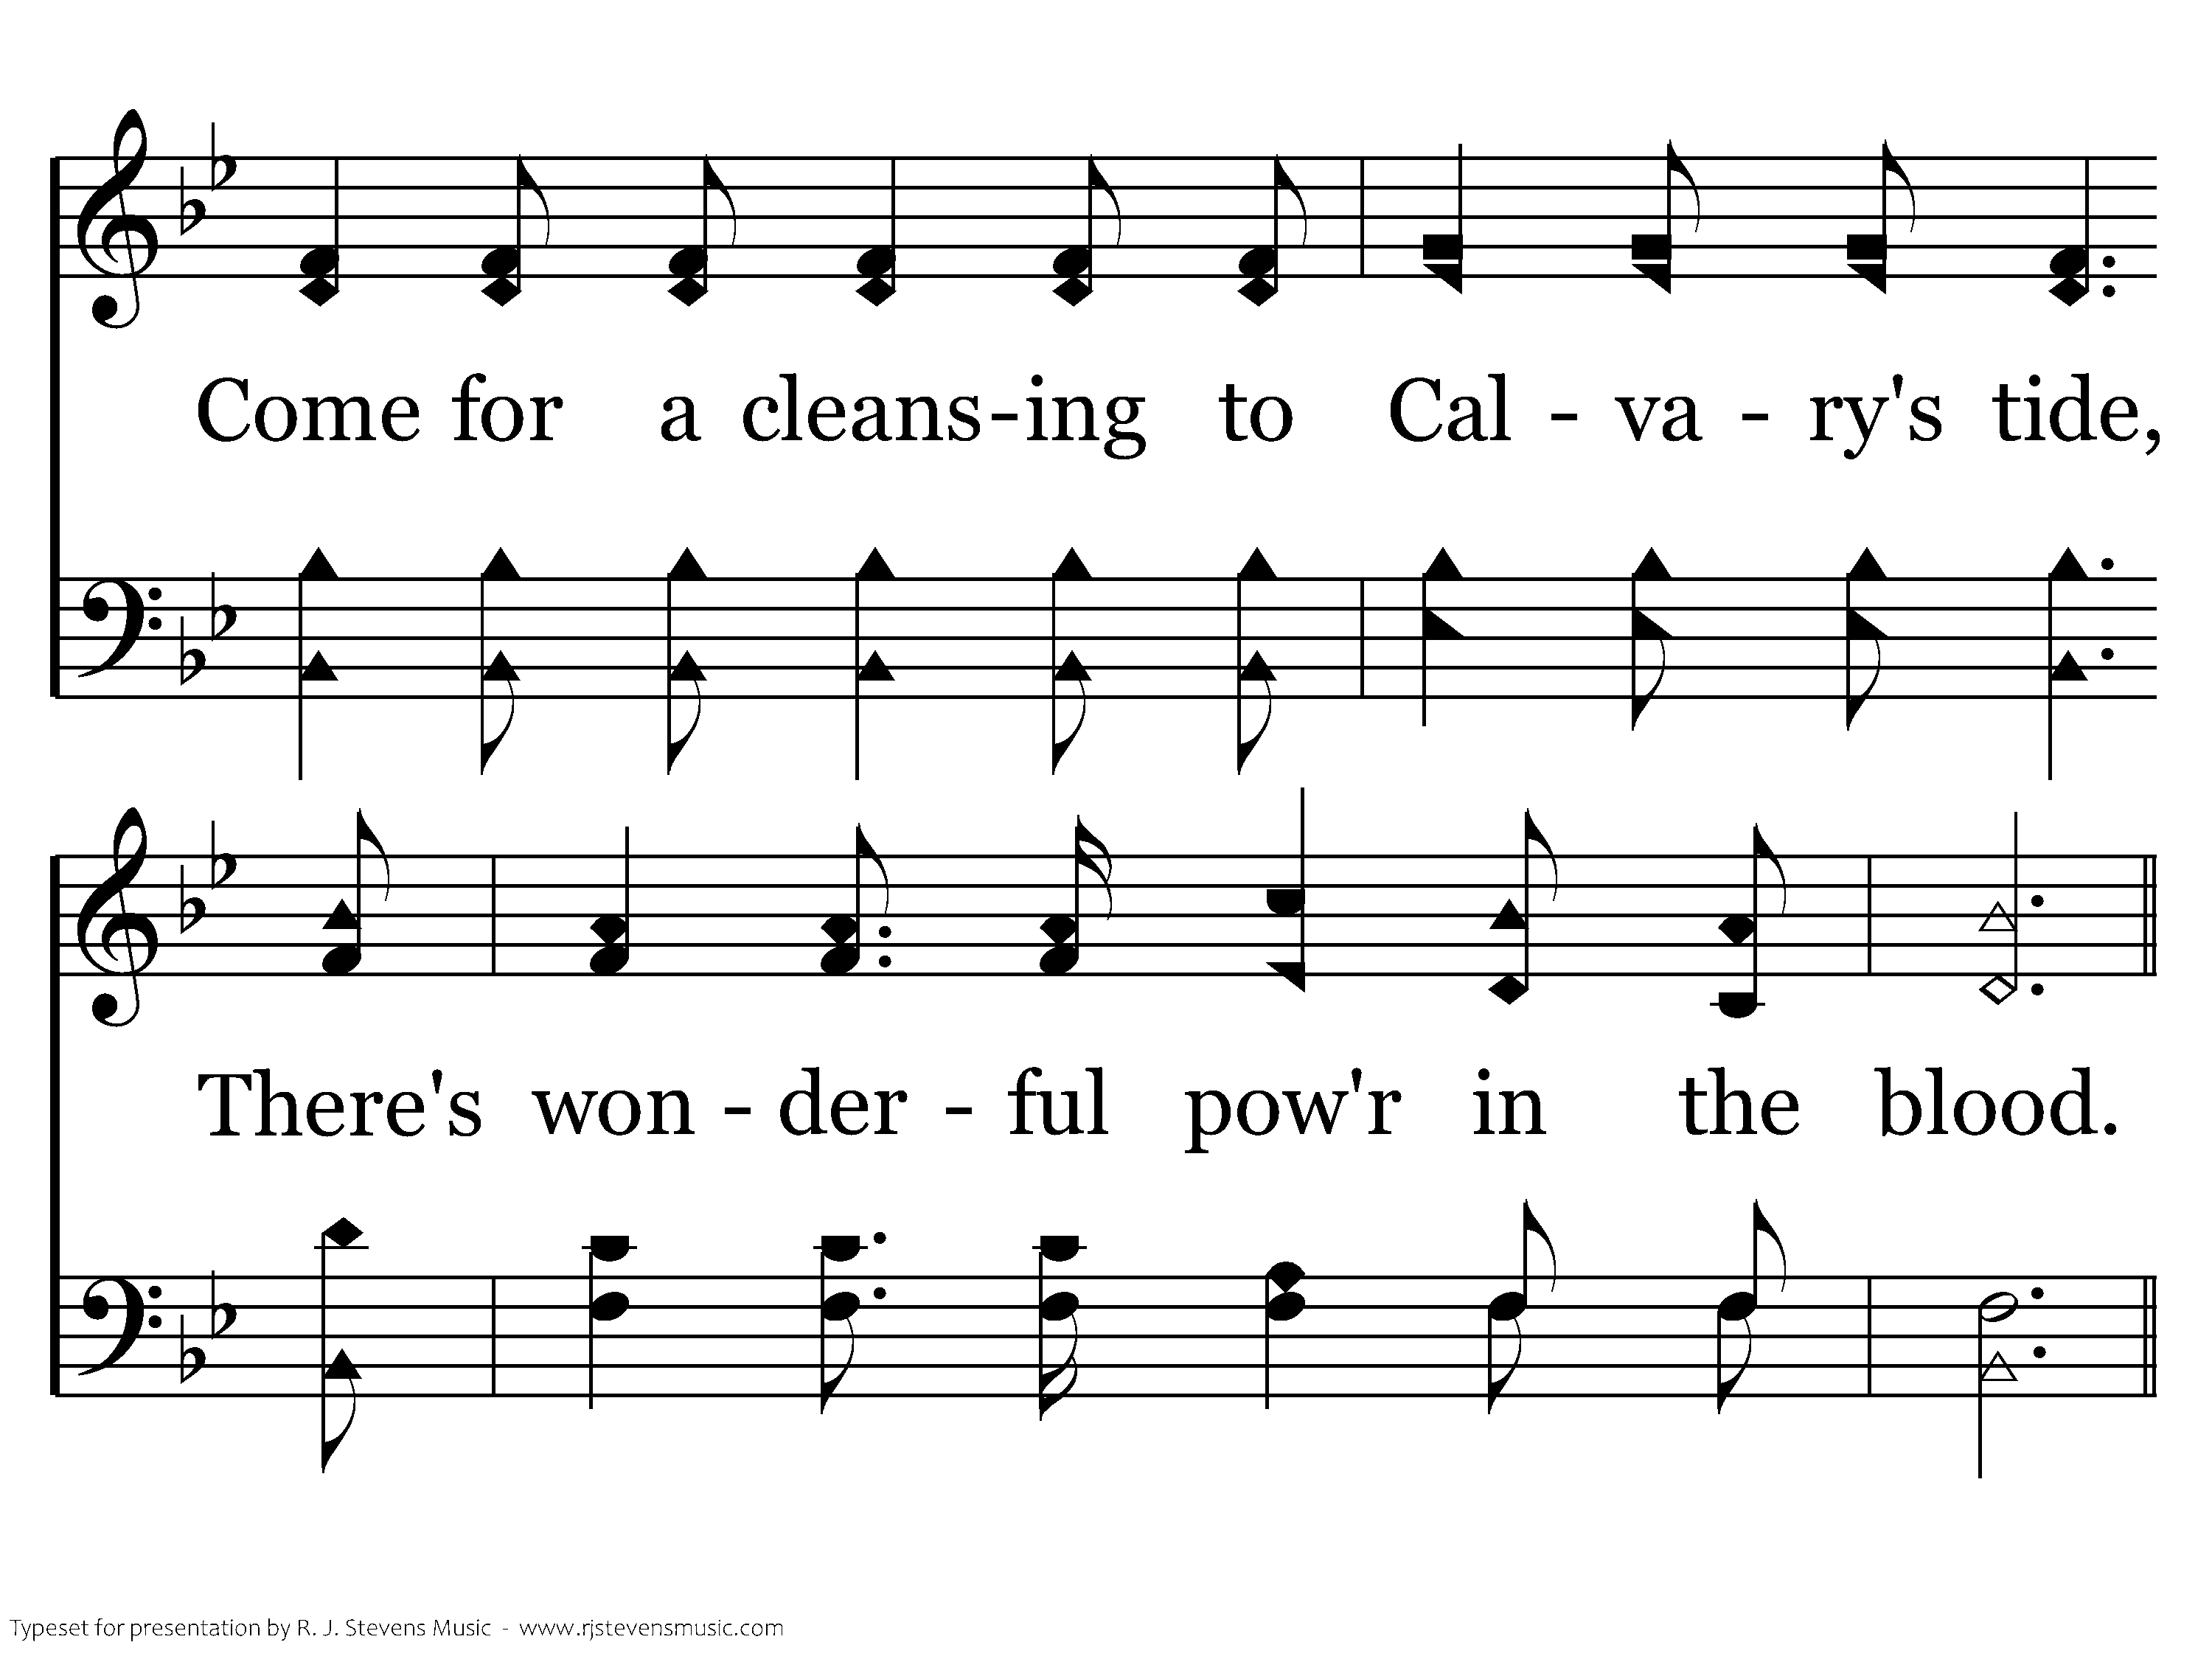 Come for a cleans-ing to Cal - va - ry's tide,
There's won - der - ful pow'r in the blood.
Typeset for presentation by R. J. Stevens Music - www.rjstevensmusic.com